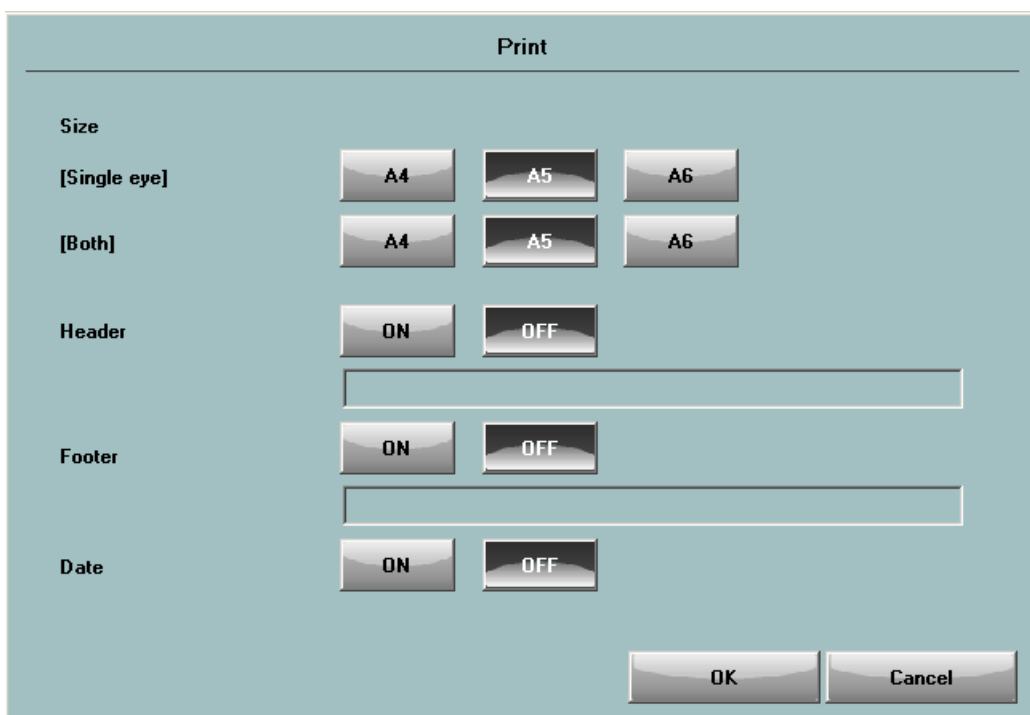 Print
Size
[Single eye] A4 A5 A6
[Both] A4 A5 A6
Header ON OFF
Footer ON OFF
Date ON OFF
OK Cancel